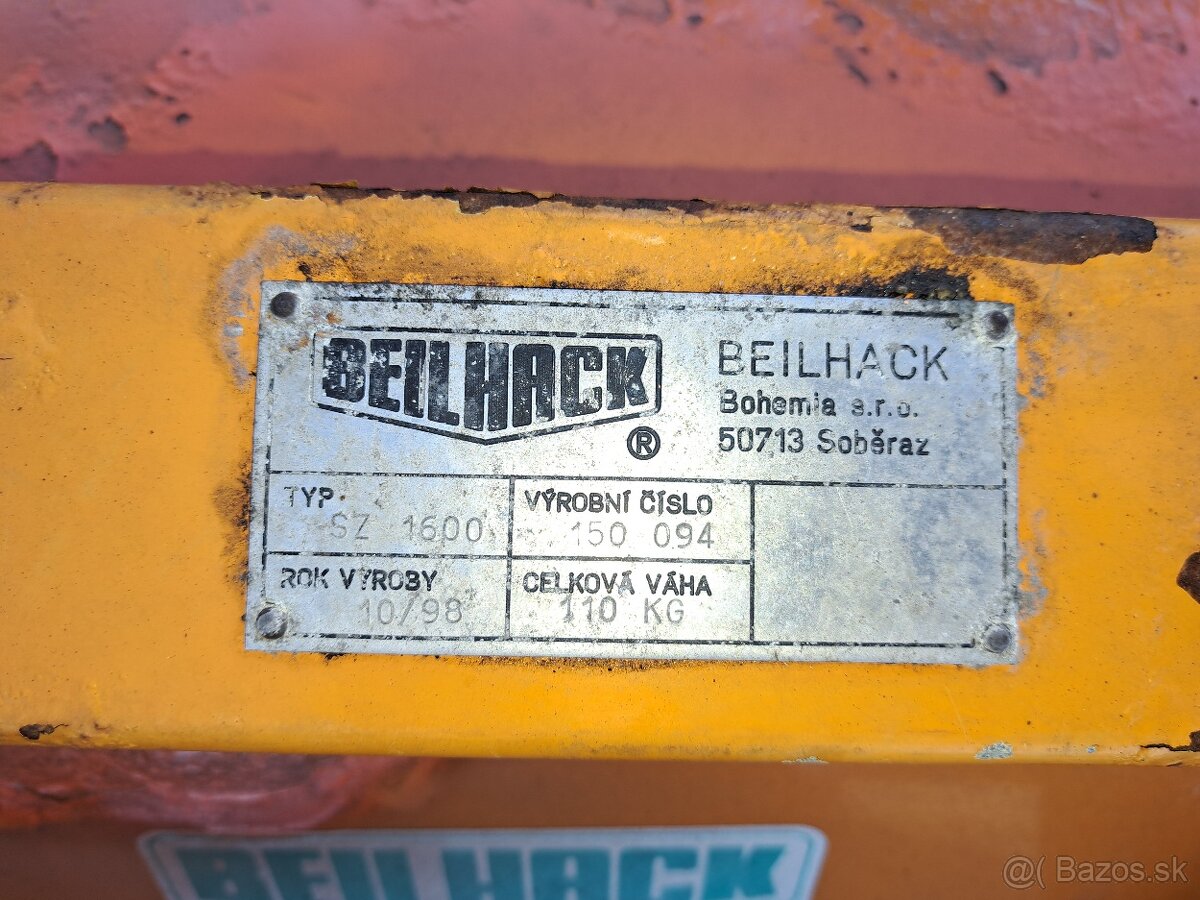 BEILHACK
®
BEILHACK
Bohemia s.r.o.
50713 Soběraz
TYP
SZ 1600
VÝROBNÍ ČÍSLO
150 094
ROK VÝROBY
10/98
CELKOVÁ VÁHA
110 KG
BEILHACK
@ Bazos.sk